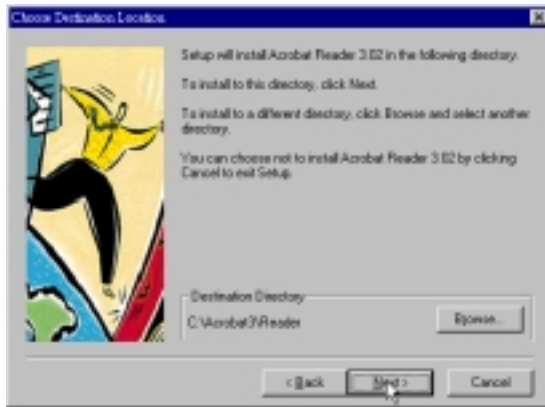 Choose Destination Location
Setup will install Acrobat Reader 3.02 in the following directory.
To install to this directory, click Next.
To install to a different directory, click Browse and select another
directory.
You can choose not to install Acrobat Reader 3.02 by clicking
Cancel to exit Setup.
Destination Directory
C:\Acrobat3\Reader
Browse...
< Back
Next >
Cancel